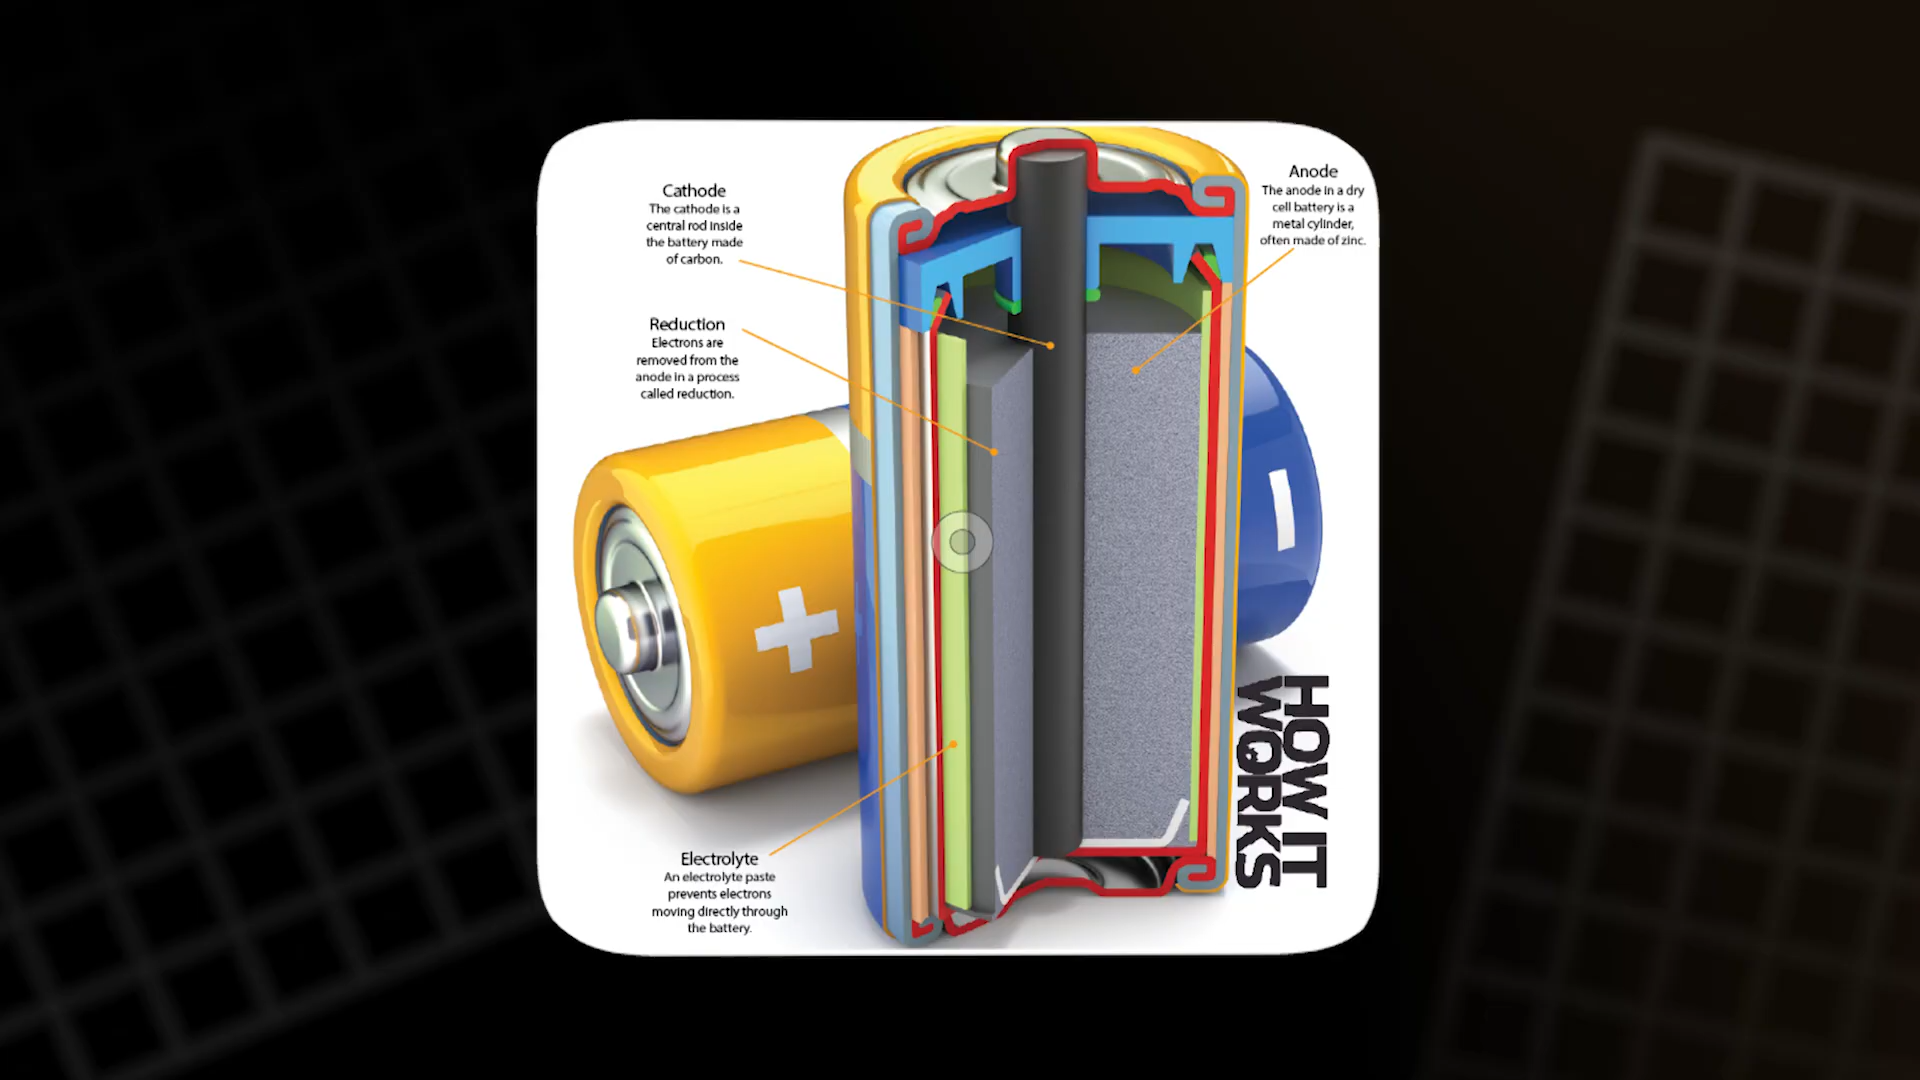 Cathode
The cathode is a
central rod inside
the battery made
of carbon.
Reduction
Electrons are
removed from the
anode in a process
called reduction.
Electrolyte
An electrolyte paste
prevents electrons
moving directly through
the battery.
Anode
The anode in a dry
cell battery is a
metal cylinder,
often made of zinc.
HOW IT
WORKS